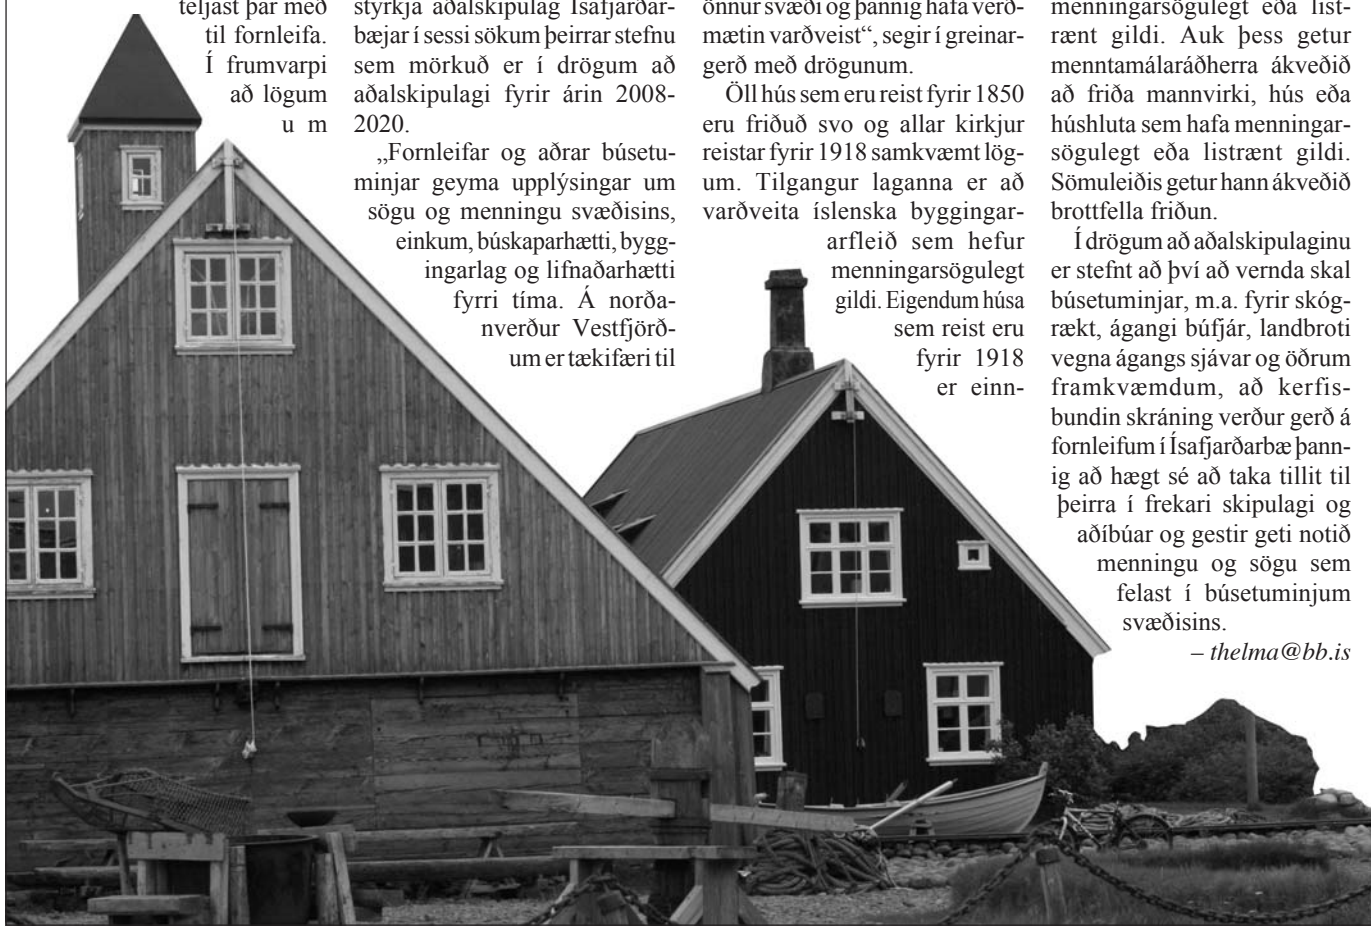 teljast þar með
til fornleifa.
Í frumvarpi
að lögum
u m
styrkja aðalskipulag Ísafjarðar-
bæjar í sessi sökum þeirrar stefnu
sem mörkuð er í drögum að
aðalskipulagi fyrir árin 2008-
2020.
„Fornleifar og aðrar búsetu-
minjar geyma upplýsingar um
sögu og menningu svæðisins,
einkum, búskaparhætti, bygg-
ingarlag og lifnaðarhætti
fyrri tíma. Á norða-
nverður Vestfjörð-
um er tækifæri til
önnur svæði og þannig hafa verð-
mætin varðveist“, segir í greinar-
gerð með drögunum.
Öll hús sem eru reist fyrir 1850
eru friðuð svo og allar kirkjur
reistar fyrir 1918 samkvæmt lög-
um. Tilgangur laganna er að
varðveita íslenska byggingar-
arfleið sem hefur
menningarsögulegt
gildi. Eigendum húsa
sem reist eru
fyrir 1918
er einn-
menningarsögulegt eða list-
rænt gildi. Auk þess getur
menntamálaráðherra ákveðið
að friða mannvirki, hús eða
húshluta sem hafa menningar-
sögulegt eða listrænt gildi.
Sömuleiðis getur hann ákveðið
brottfella friðun.
Í drögum að aðalskipulaginu
er stefnt að því að vernda skal
búsetuminjar, m.a. fyrir skóg-
rækt, ágangi búfjár, landbroti
vegna ágangs sjávar og öðrum
framkvæmdum, að kerfis-
bundin skráning verður gerð á
fornleifum í Ísafjarðarbæ þann-
ig að hægt sé að taka tillit til
þeirra í frekari skipulagi og
aðíbúar og gestir geti notið
menningu og sögu sem
felast í búsetuminjum
svæðisins.
– thelma@bb.is